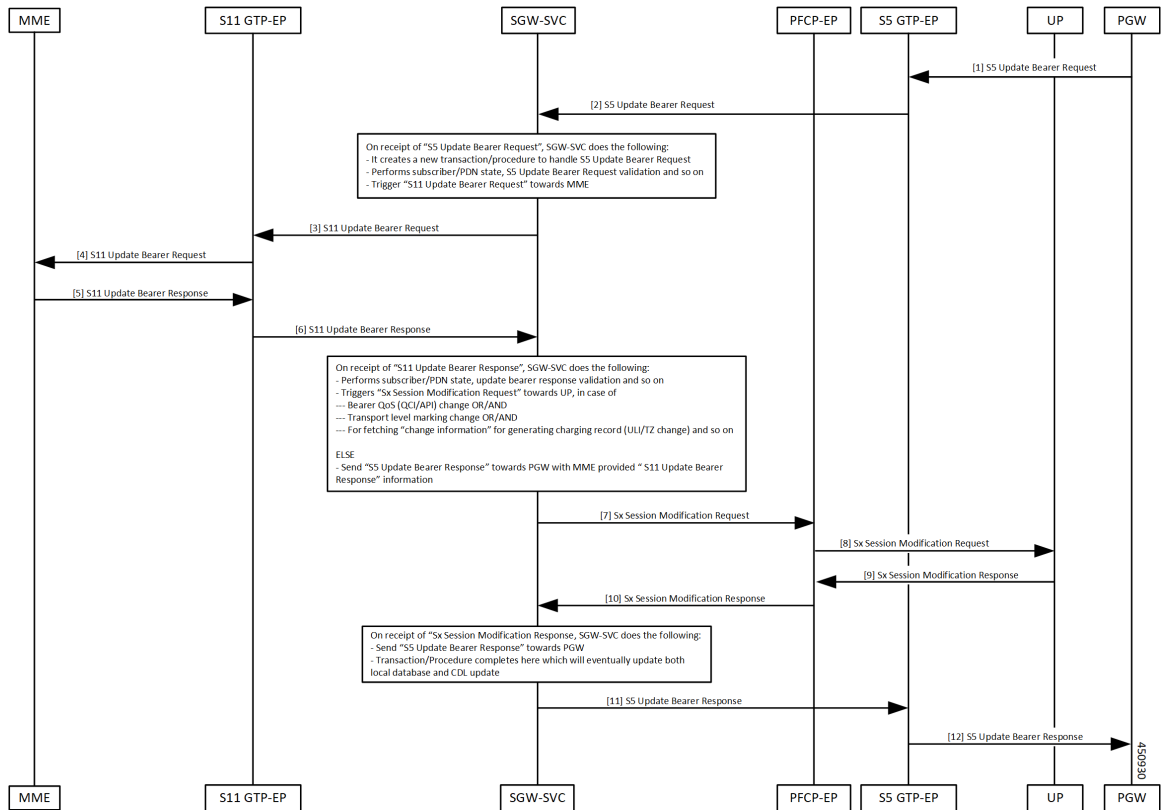 MME
S11 GTP-EP
SGW-SVC
PFCP-EP
S5 GTP-EP
UP
PGW
[1] S5 Update Bearer Request
[2] S5 Update Bearer Request
On receipt of “S5 Update Bearer Request”, SGW-SVC does the following:
- It creates a new transaction/procedure to handle S5 Update Bearer Request
- Performs subscriber/PDN state, S5 Update Bearer Request validation and so on
- Trigger “S11 Update Bearer Request” towards MME
[3] S11 Update Bearer Request
[4] S11 Update Bearer Request
[5] S11 Update Bearer Response
[6] S11 Update Bearer Response
On receipt of “S11 Update Bearer Response”, SGW-SVC does the following:
- Performs subscriber/PDN state, update bearer response validation and so on
- Triggers “Sx Session Modification Request” towards UP, in case of
--- Bearer QoS (QCI/API) change OR/AND
--- Transport level marking change OR/AND
--- For fetching “change information” for generating charging record (ULI/TZ change) and so on
ELSE
- Send “S5 Update Bearer Response” towards PGW with MME provided “ S11 Update Bearer
Response” information
[7] Sx Session Modification Request
[8] Sx Session Modification Request
[9] Sx Session Modification Response
[10] Sx Session Modification Response
On receipt of “Sx Session Modification Response, SGW-SVC does the following:
- Send “S5 Update Bearer Response” towards PGW
- Transaction/Procedure completes here which will eventually update both
local database and CDL update
[11] S5 Update Bearer Response
[12] S5 Update Bearer Response
450930
MME
S11 GTP-EP
SGW-SVC
PFCP-EP
S5 GTP-EP
UP
PGW